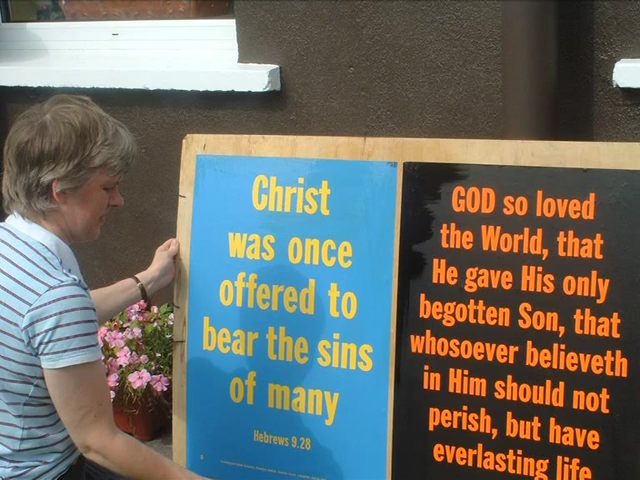 Christ
was once
offered to
bear the sins
of many
Hebrews 9.28
GOD so loved
the World, that
He gave His only
begotten Son, that
whosoever believeth
in Him should not
perish, but have
everlasting life